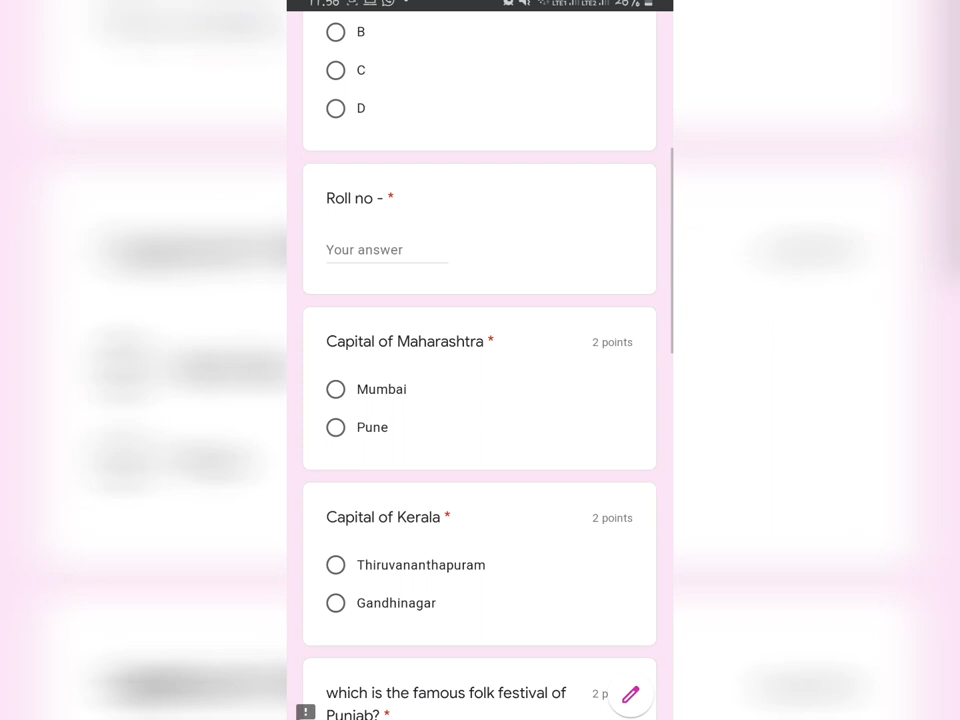 B
C
D
Roll no - *
Your answer
Capital of Maharashtra * 2 points
Mumbai
Pune
Capital of Kerala * 2 points
Thiruvananthapuram
Gandhinagar
which is the famous folk festival of 2 p
Punjab? *